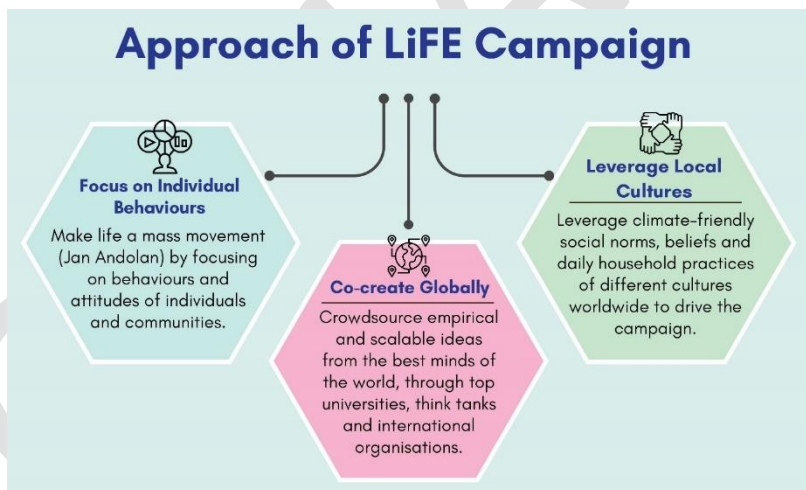 Approach of LiFE Campaign
Focus on Individual
Behaviours
Make life a mass movement
(Jan Andolan) by focusing
on behaviours and
attitudes of individuals
and communities.
Co-create Globally
Crowdsource empirical
and scalable ideas
from the best minds of
the world, through top
universities, think tanks
and international
organisations.
Leverage Local
Cultures
Leverage climate-friendly
social norms, beliefs and
daily household practices
of different cultures
worldwide to drive the
campaign.